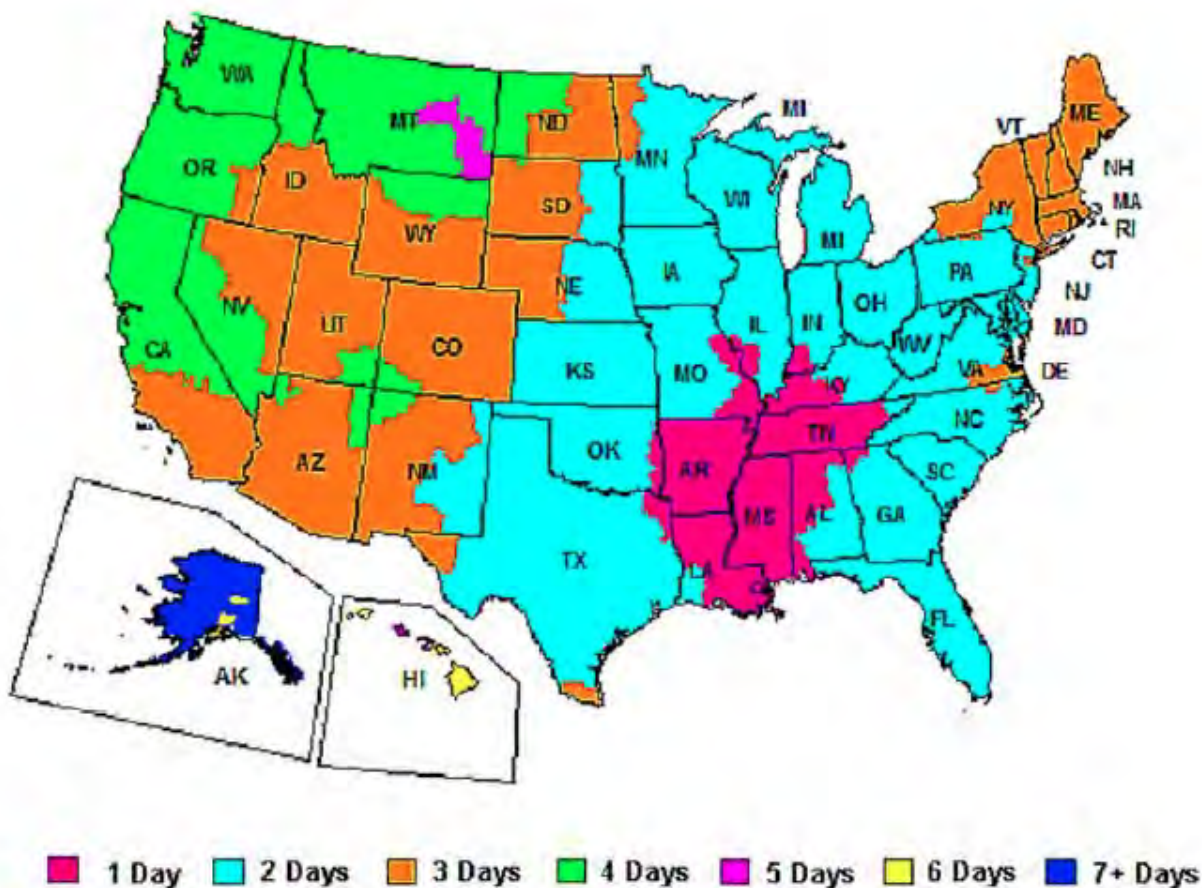 WA
MT
ND
MN
MI
VT
ME
NH
OR
ID
SD
WI
NY
MA
RI
WY
MI
CT
IA
PA
NE
NJ
NV
UT
IL
IN
OH
MD
CA
CO
WV
KS
MO
VA
DE
KY
NC
TN
OK
AR
AZ
NM
SC
MS
AL
GA
TX
LA
FL
AK
HI
1 Day 2 Days 3 Days 4 Days 5 Days 6 Days 7+ Days